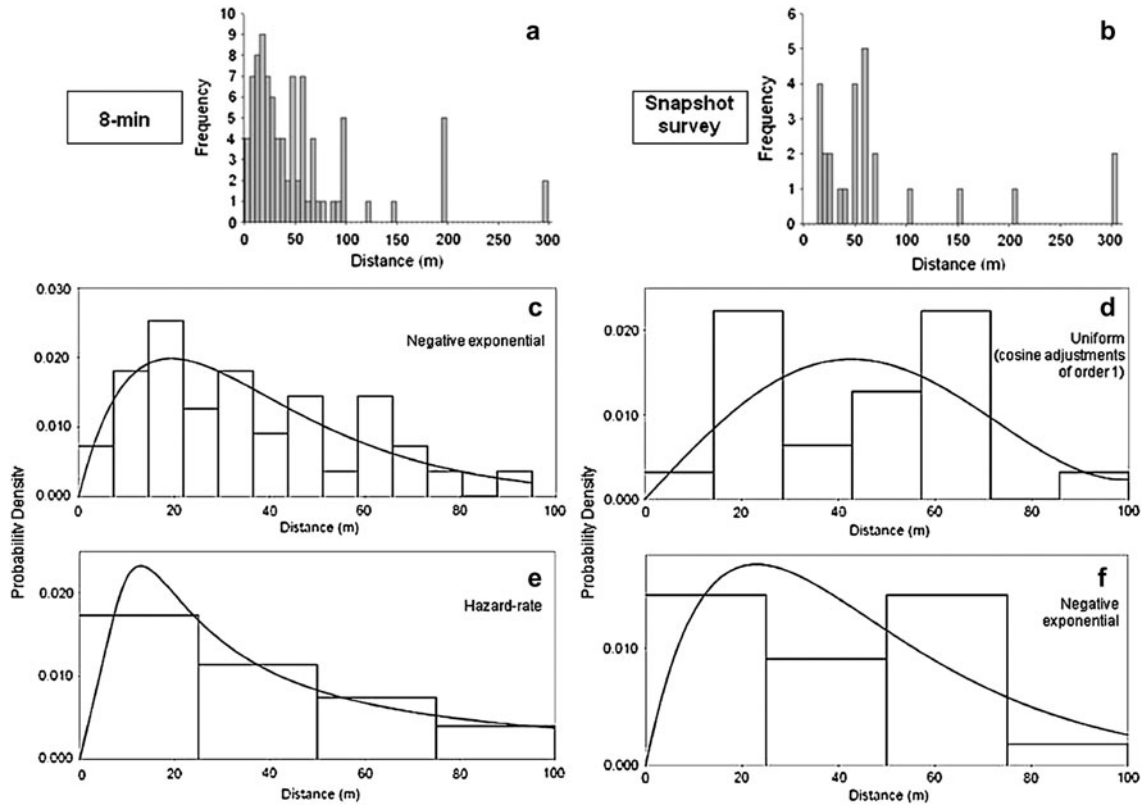 a
10
9
8
7
6
5
4
3
2
1
0
Frequency
8-min
0 50 100 150 200 250 300
Distance (m)
b
6
5
4
3
2
1
0
Frequency
Snapshot
survey
0 50 100 150 200 250 300
Distance (m)
c
Negative exponential
0.030
0.020
0.010
0.000
0 20 40 60 80 100
Distance (m)
d
Uniform
(cosine adjustments
of order 1)
0.020
0.010
0.000
0 20 40 60 80 100
Distance (m)
Probability Density
e
Hazard-rate
0.020
0.010
0.000
0 20 40 60 80 100
Distance (m)
Probability Density
f
Negative
exponential
0.010
0.000
0 20 40 60 80 100
Distance (m)